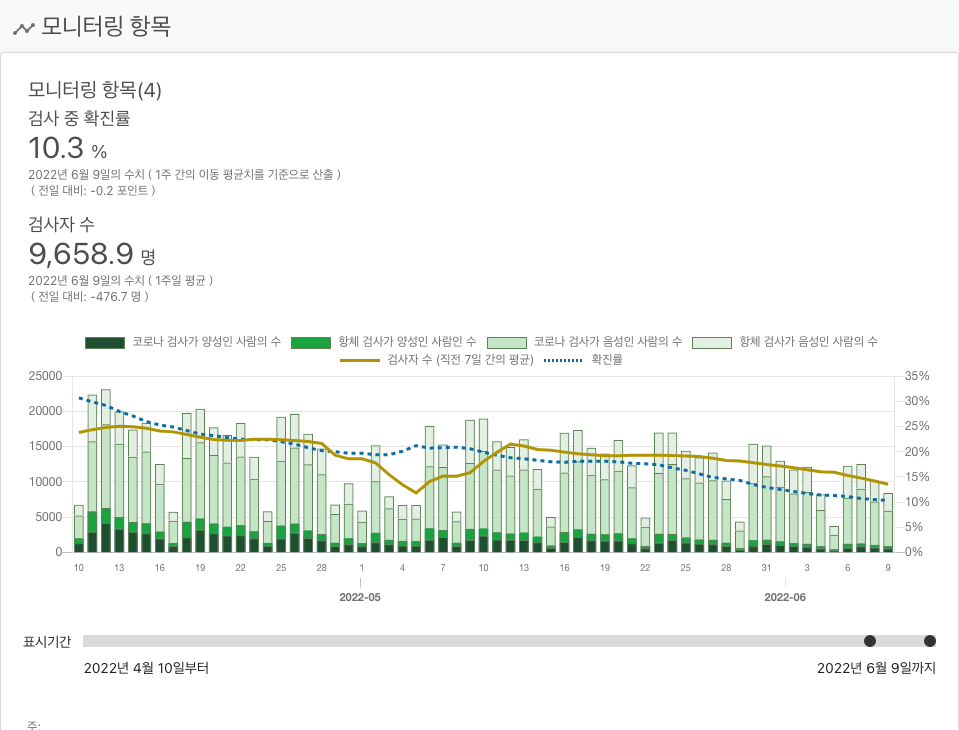 모니터링 항목
모니터링 항목(4)
검사 중 확진률
10.3 %
2022년 6월 9일의 수치 ( 1주 간의 이동 평균치를 기준으로 산출 )
( 전일 대비: -0.2 포인트 )
검사자 수
9,658.9 명
2022년 6월 9일의 수치 ( 1주일 평균 )
( 전일 대비: -476.7 명 )
코로나 검사가 양성인 사람의 수 항체 검사가 양성인 사람인 수 코로나 검사가 음성인 사람의 수 항체 검사가 음성인 사람의 수
검사자 수 (직전 7일 간의 평균) 확진률
25000 35%
20000 30%
15000 25%
10000 20%
5000 15%
0 10%
5%
0%
10 13 16 19 22 25 28 1 4 7 10 13 16 19 22 25 28 31 3 6 9
2022-05 2022-06
표시기간
2022년 4월 10일부터 2022년 6월 9일까지
주: